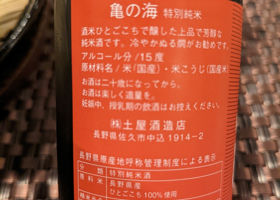 亀の海 特別純米
酒米ひとごこちで醸した上品で芳醇な
純米酒です。冷やかぬる燗がお勧めです。
アルコール分/15度
原材料名/米(国産)・米こうじ(国産米)
お酒は二十歳になってから。
お酒は楽しく適量を。
妊娠中、授乳期の飲酒はお控えください。
㈱土屋酒造店
長野県佐久市中込1914-2
長野県原産地呼称管理制度による表示
分類 特別純米酒
原料米 長野県産
ひとごこち100%使用